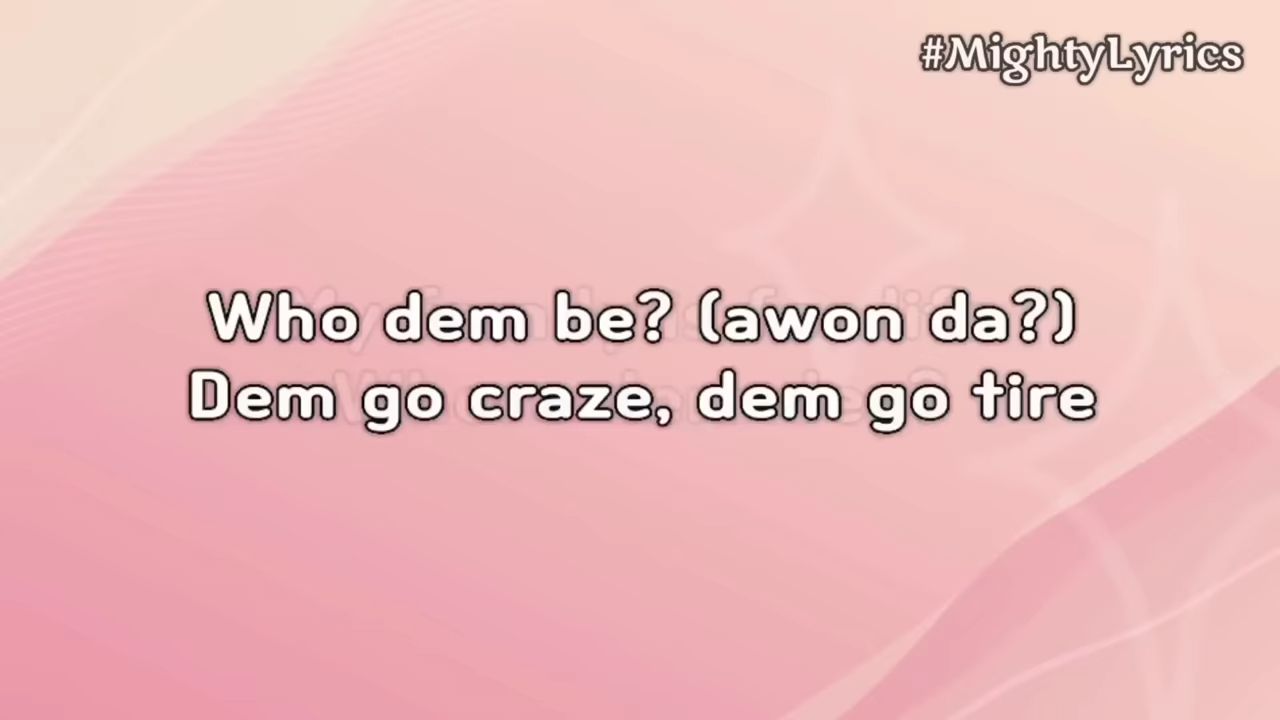 #MightyLyrics
Who dem be? (awon da?)
Dem go craze, dem go tire